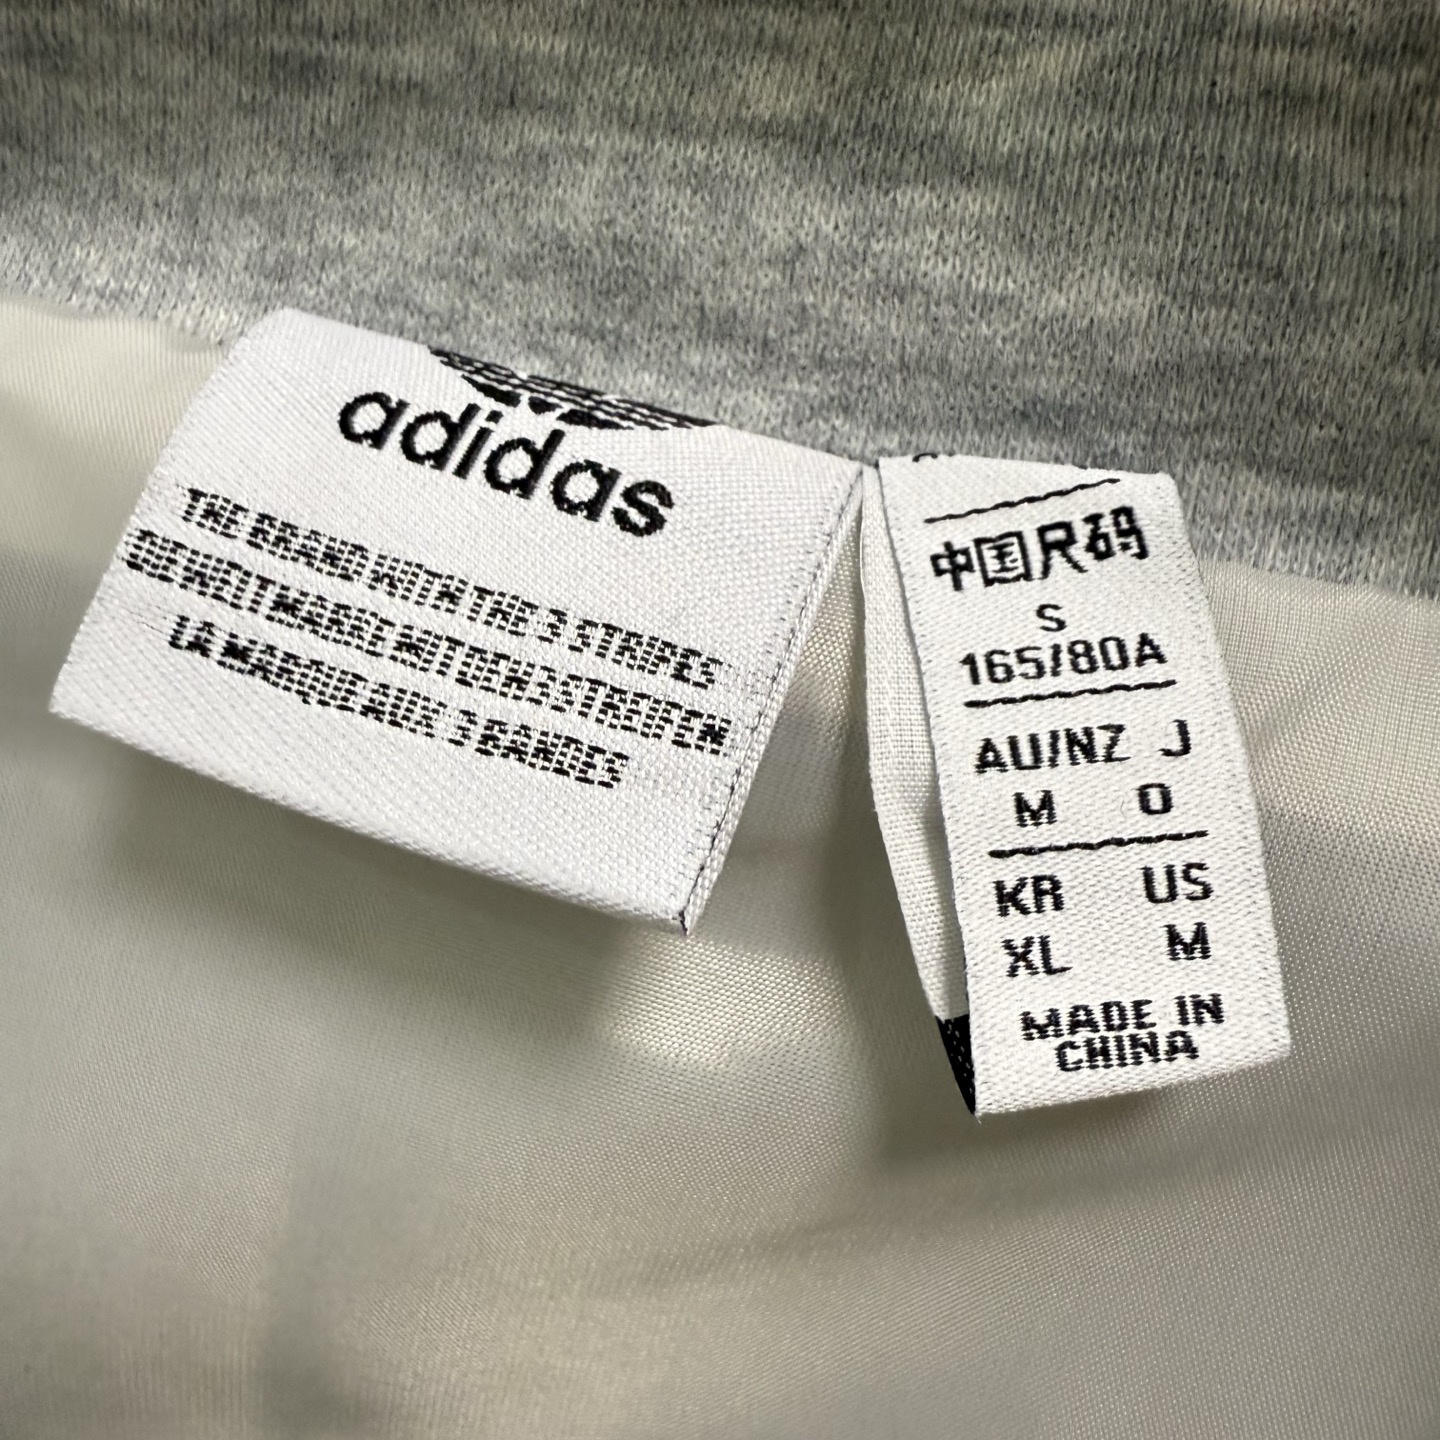 adidas
THE BRAND WITH THE 3 STRIPES
DIE WELTMARKE MIT DEN 3 STREIFEN
LA MARQUE AUX 3 BANDES
中国尺码
S
165/80A
AU/NZ J
M O
KR US
XL M
MADE IN
CHINA